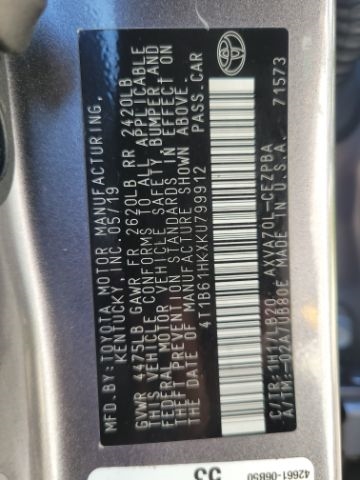 MFD.BY: TOYOTA MOTOR MANUFACTURING,
KENTUCKY INC. 05/19
GVWR 4475LB GAWR FR 2620LB RR 2420LB
THIS VEHICLE CONFORMS TO ALL APPLICABLE
FEDERAL MOTOR VEHICLE SAFETY, BUMPER, AND
THEFT PREVENTION STANDARDS IN EFFECT ON
THE DATE OF MANUFACTURE SHOWN ABOVE.
4T1B61HKXKU799912 PASS.CAR
C/TR:1H1/LB20 AXVA70L-CEZPBA
A/TM:-02A/UB80E MADE IN U.S.A. 71573
42661-06B50
53